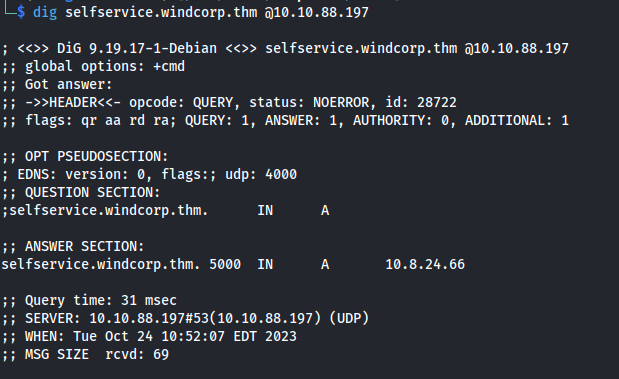 └─$ dig selfservice.windcorp.thm @10.10.88.197
; <<>> DiG 9.19.17-1-Debian <<>> selfservice.windcorp.thm @10.10.88.197
;; global options: +cmd
;; Got answer:
;; ->>HEADER<<- opcode: QUERY, status: NOERROR, id: 28722
;; flags: qr aa rd ra; QUERY: 1, ANSWER: 1, AUTHORITY: 0, ADDITIONAL: 1
;; OPT PSEUDOSECTION:
; EDNS: version: 0, flags:; udp: 4000
;; QUESTION SECTION:
;selfservice.windcorp.thm. IN A
;; ANSWER SECTION:
selfservice.windcorp.thm. 5000 IN A 10.8.24.66
;; Query time: 31 msec
;; SERVER: 10.10.88.197#53(10.10.88.197) (UDP)
;; WHEN: Tue Oct 24 10:52:07 EDT 2023
;; MSG SIZE rcvd: 69